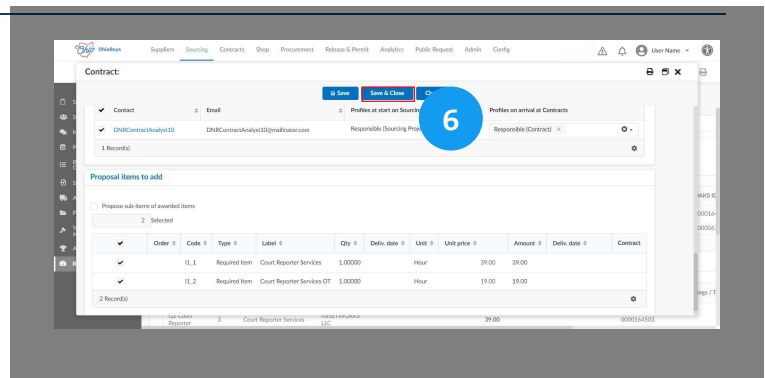 Ohio OhioBuys Suppliers Sourcing Contracts Shop Procurement Release & Permit Analytics Public Request Admin Config User Name
Contract:
Save Save & Close
Contact Email Profiles at start on Sourcing Profiles on arrival at Contracts
6
DNRContractAnalyst10 DNRContractAnalyst10@mailinator.com Responsible (Sourcing Responsible (Contract) ×
1 Record(s)
Proposal items to add
Propose sub-items of awarded items
2 Selected
Order Code Type Label Qty Deliv. date Unit Unit price Amount Deliv. date Contract
I1_1 Required Item Court Reporter Services 1.00000 Hour 39.00 39.00
I1_2 Required Item Court Reporter Services OT 1.00000 Hour 19.00 19.00
2 Record(s)
Reporter 3 Court Reporter Services LLC 39.00 0000164503